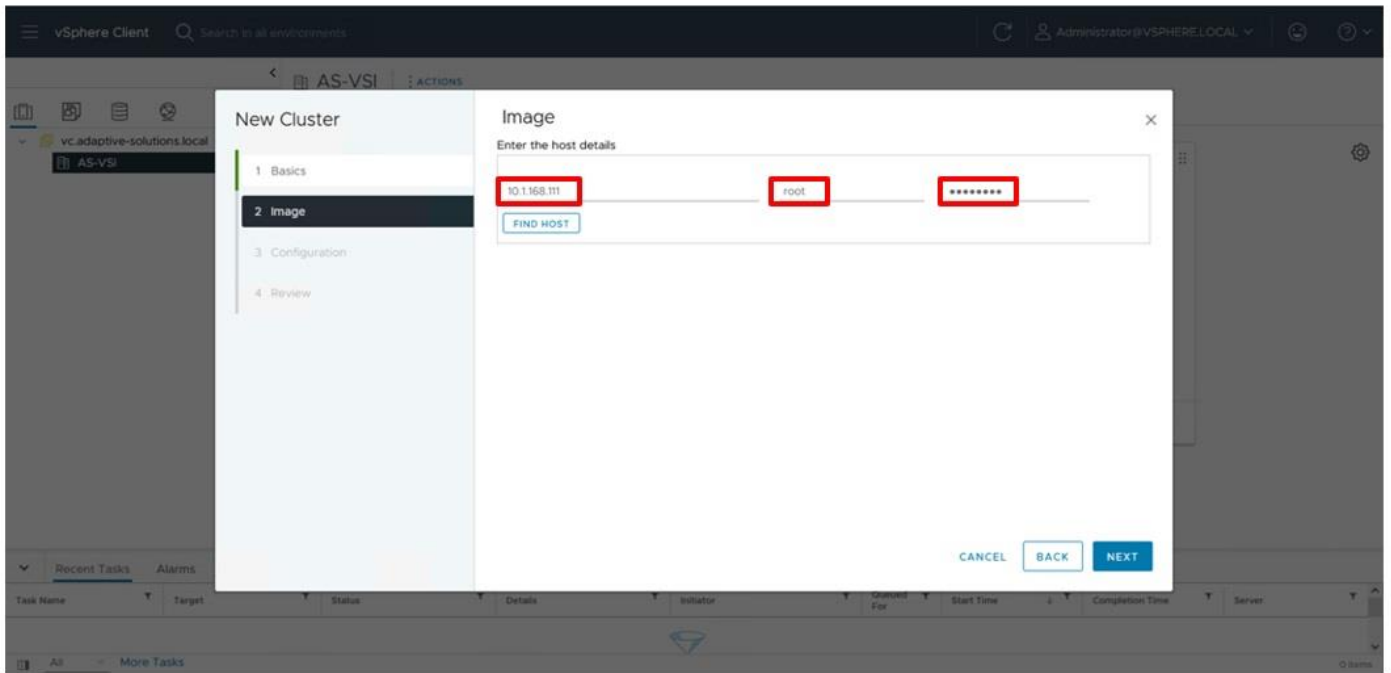 vSphere Client
Search in all environments
Administrator@VSPHERE.LOCAL
AS-VSI
ACTIONS
vc.adaptive-solutions.local
AS-VSI
New Cluster
1 Basics
2 Image
3 Configuration
4 Review
Image
Enter the host details
10.1.168.111 root ••••••••
FIND HOST
CANCEL BACK NEXT
Recent Tasks Alarms
Task Name Target Status Details Initiator Queued For Start Time Completion Time Server
All More Tasks 0 items